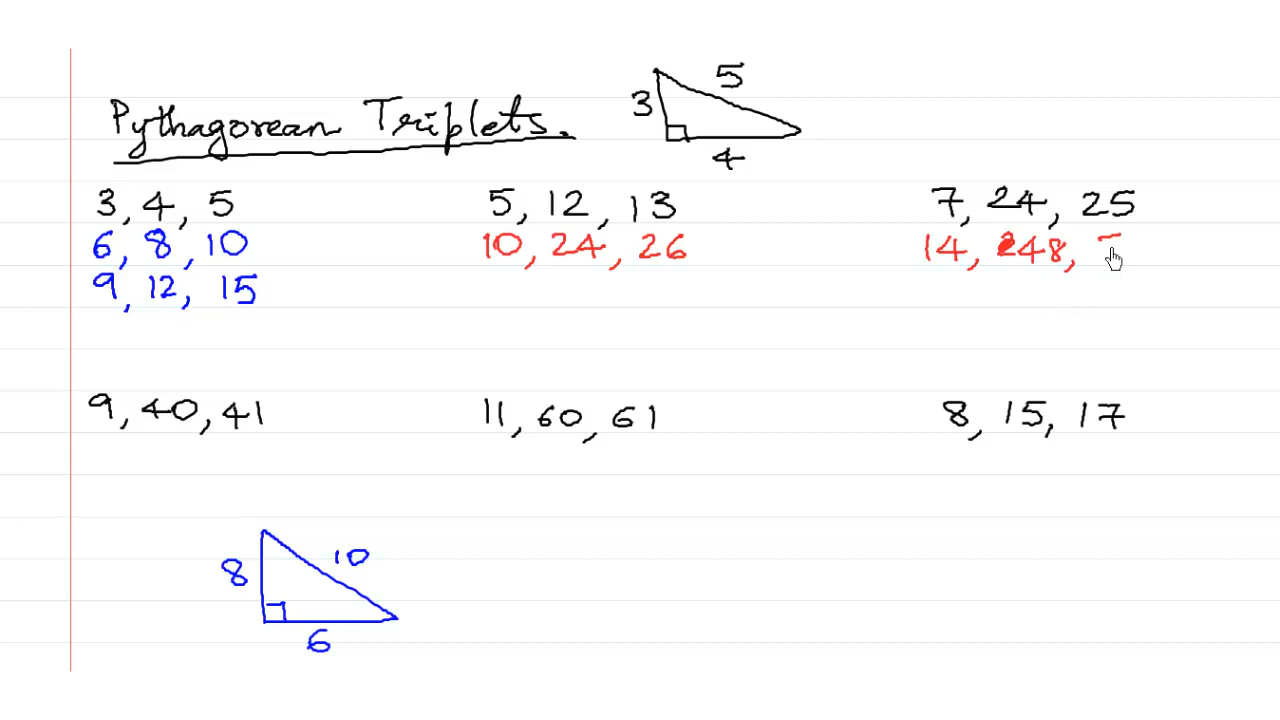 Pythagorean Triplets.
5
3
4
3, 4, 5
5, 12, 13
7, 24, 25
6, 8, 10
10, 24, 26
14, 48,
9, 12, 15
9, 40, 41
11, 60, 61
8, 15, 17
8
10
6